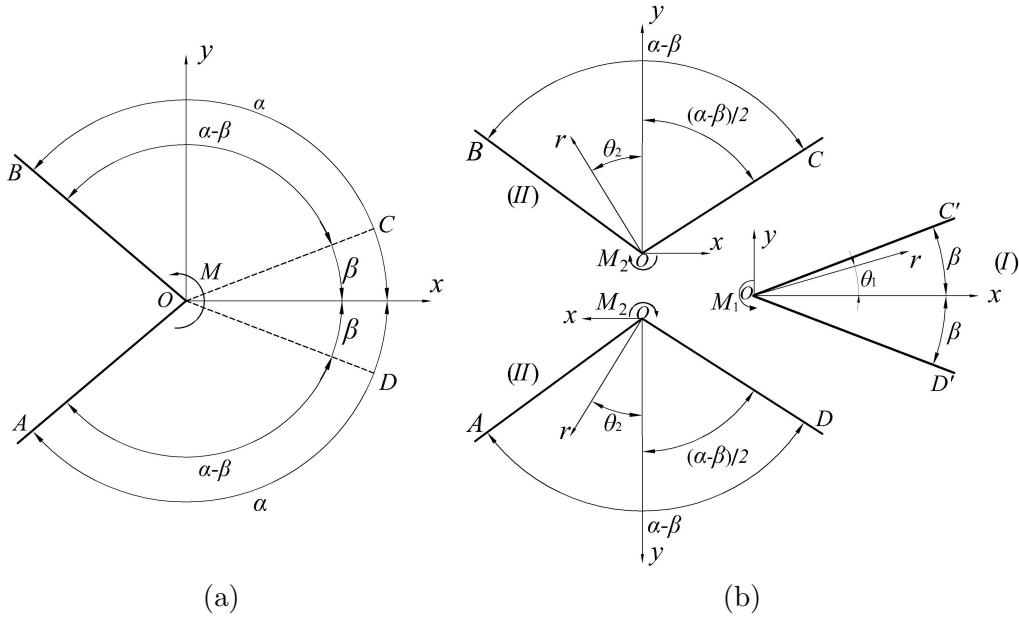 y
α
α-β
B
C
M
β
O
x
β
D
A
α-β
α
(a)
y
α-β
(α-β)/2
B
r
θ2
C
(II)
M2
O
x
y
C'
r
β
(I)
θ1
M1
O
x
β
D'
M2
O
x
(II)
A
r
θ2
(α-β)/2
D
α-β
y
(b)